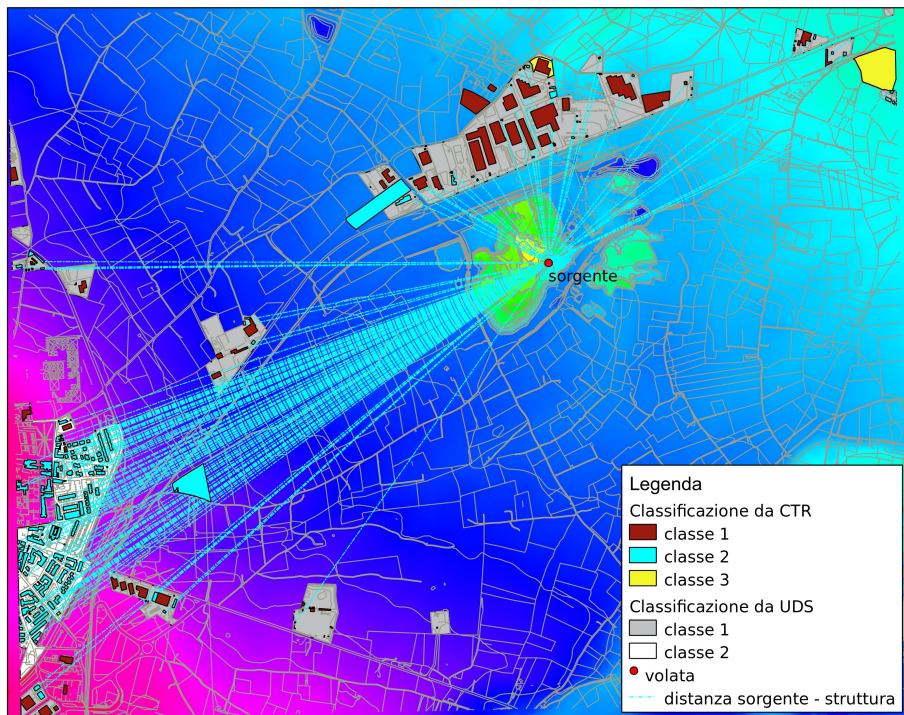 sorgente
Legenda
Classificazione da CTR
classe 1
classe 2
classe 3
Classificazione da UDS
classe 1
classe 2
volata
distanza sorgente - struttura